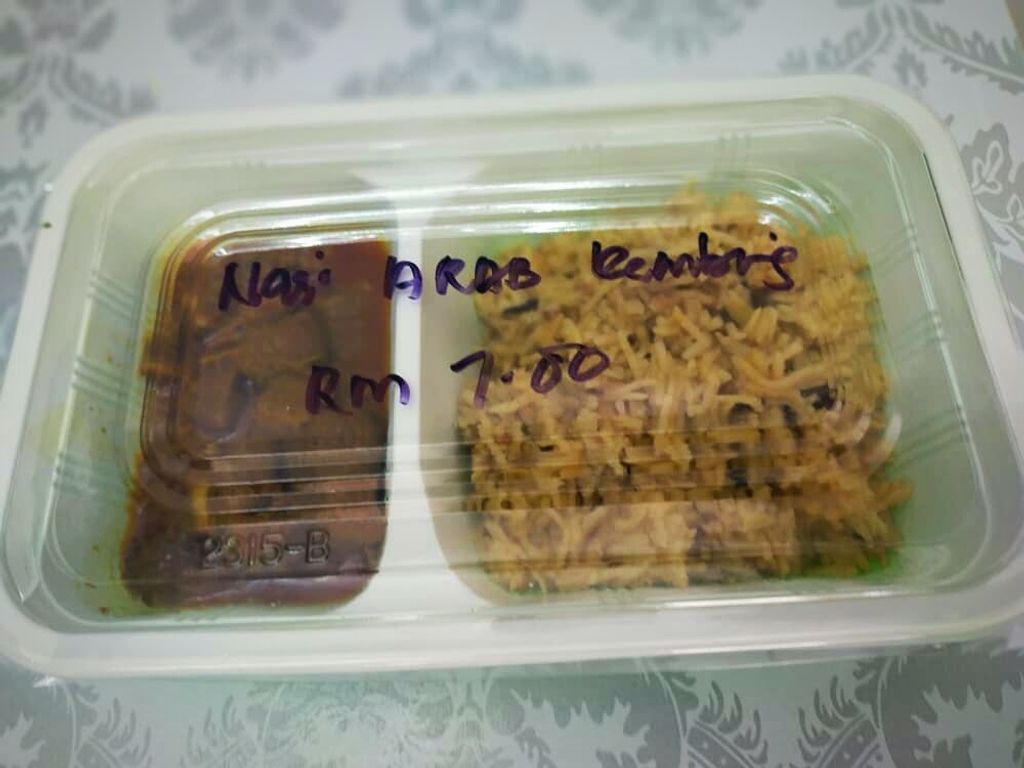 Nasi ARAB Kambing
RM 7.00
2315-B